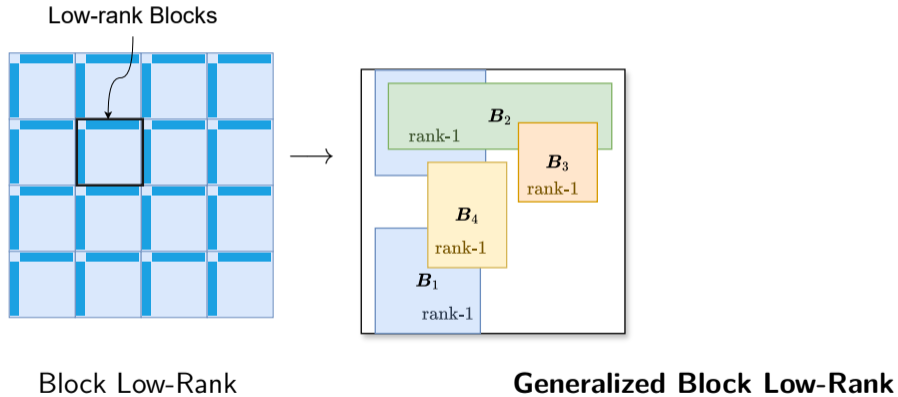 Low-rank Blocks
B₂
rank-1
B₃
rank-1
B₄
rank-1
B₁
rank-1
Block Low-Rank
Generalized Block Low-Rank